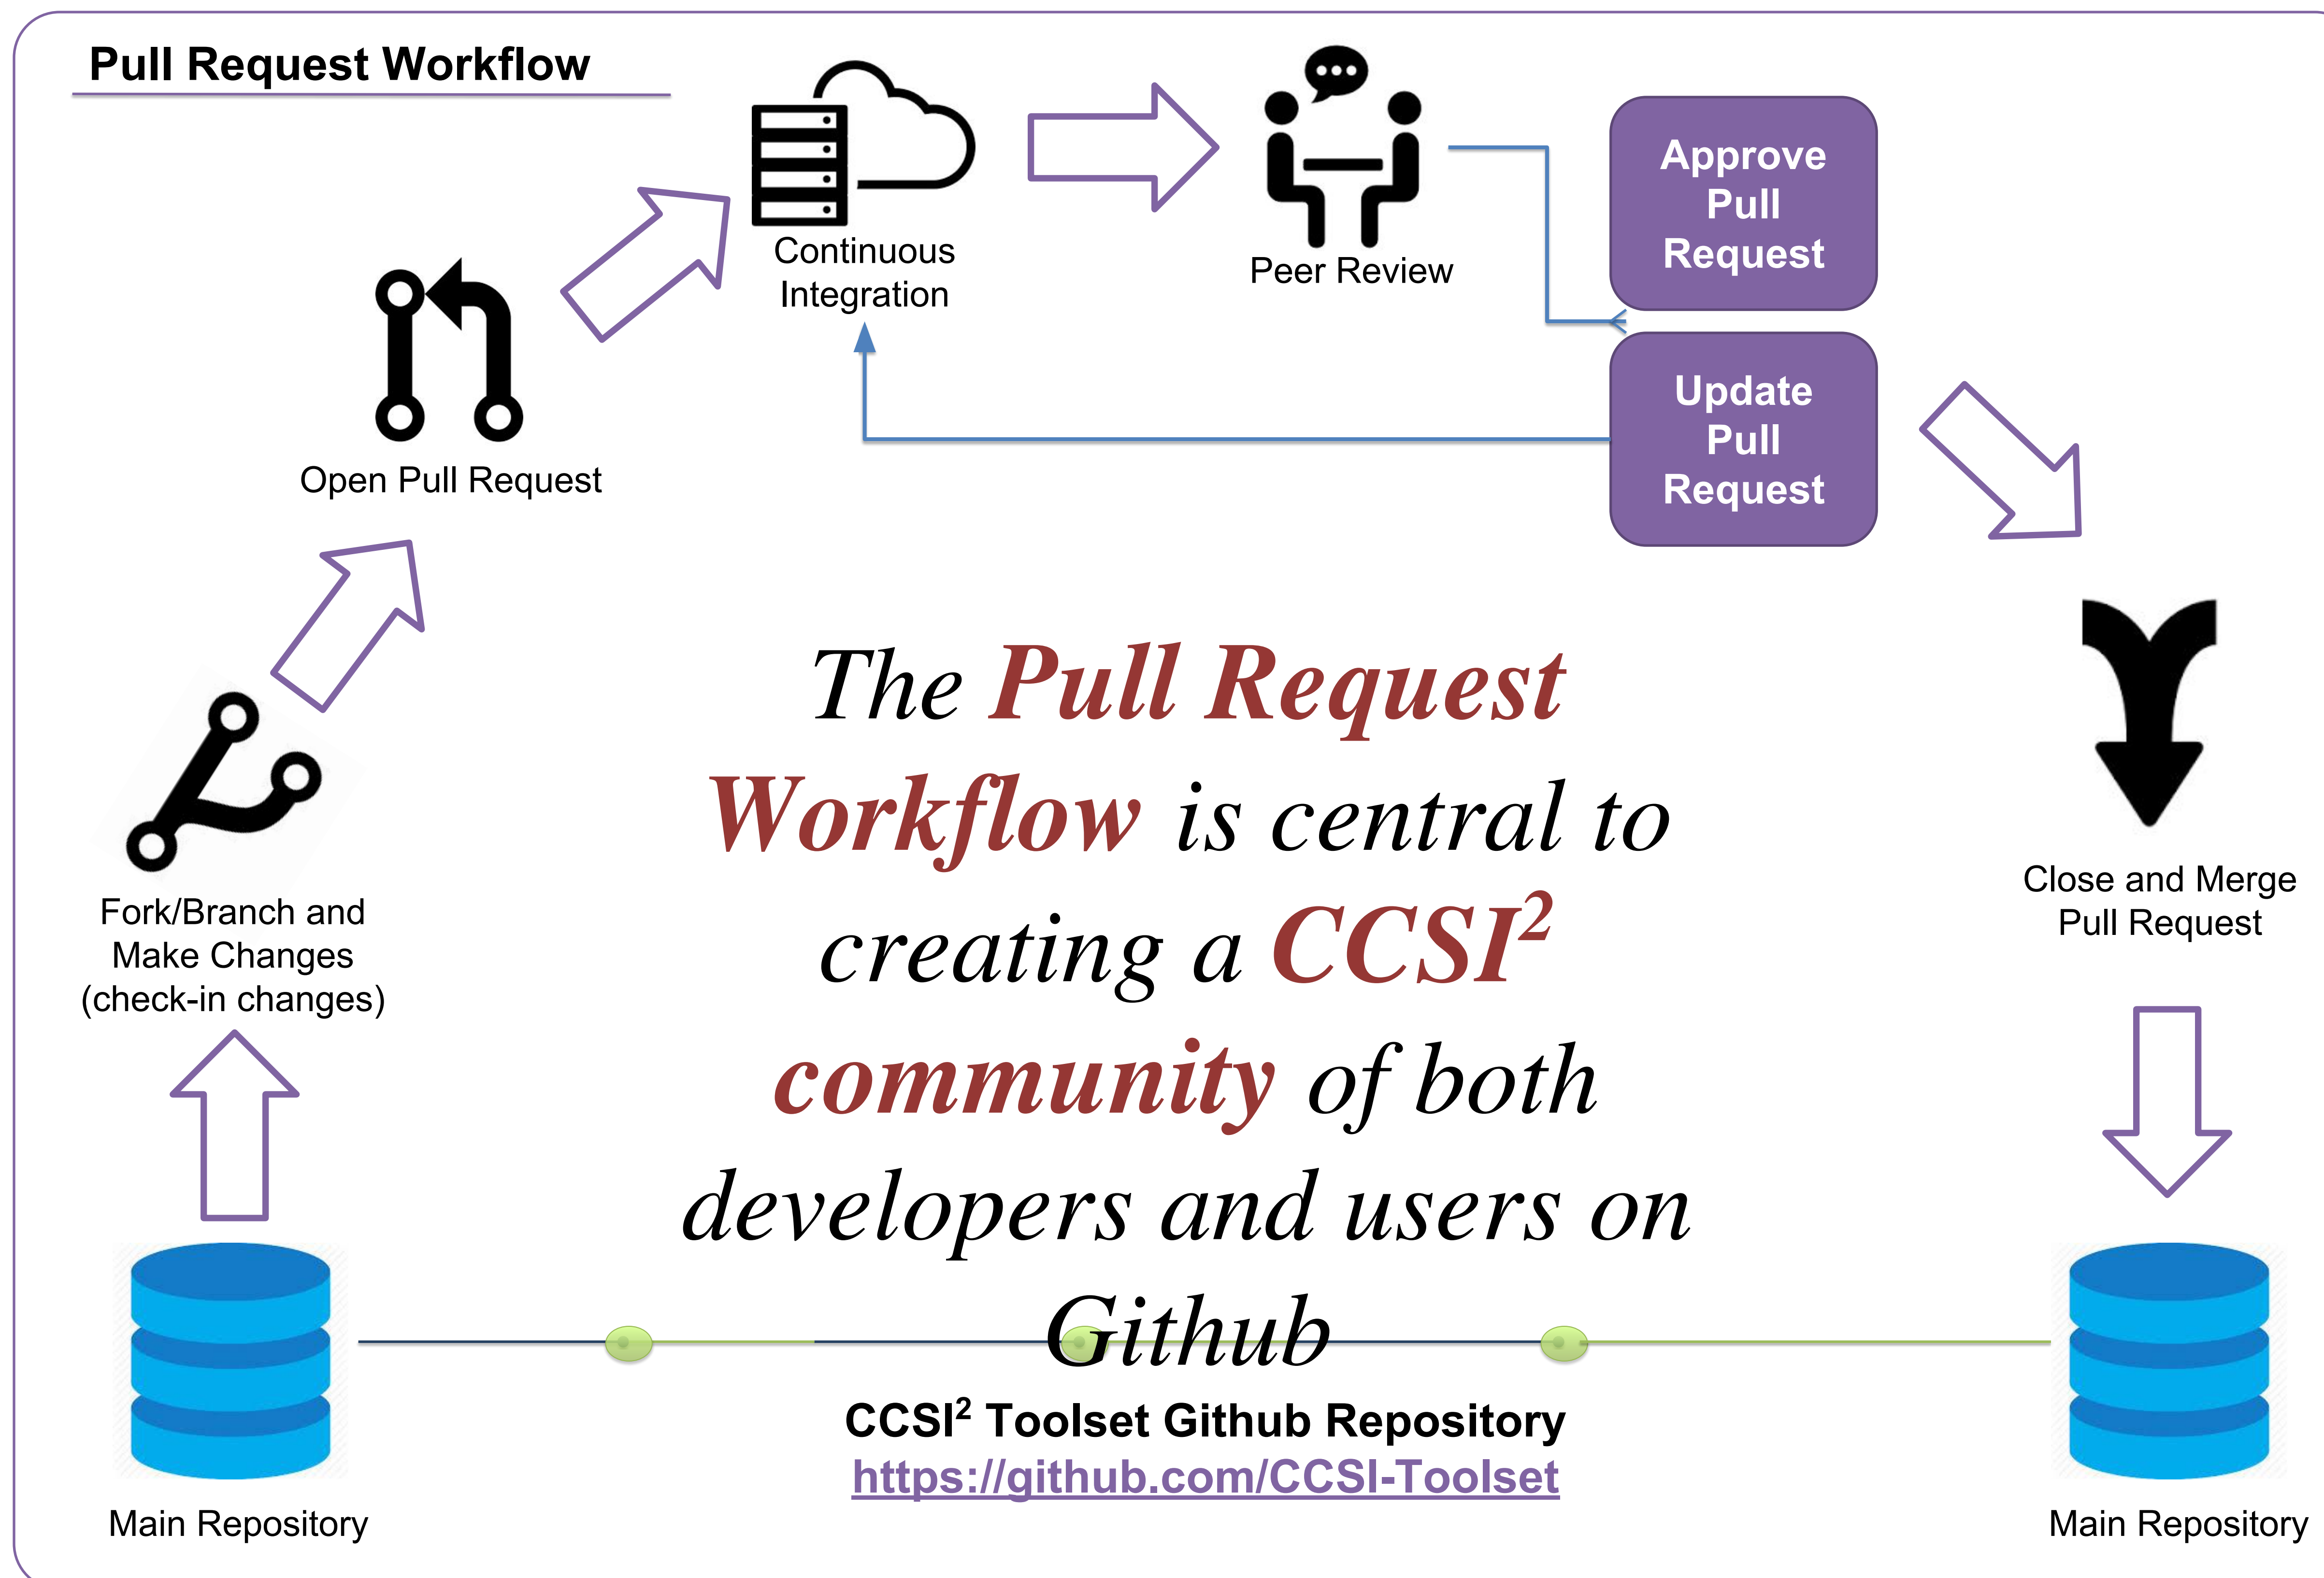 Pull Request Workflow
Continuous
Integration
Peer Review
Approve
Pull
Request
Update
Pull
Request
Open Pull Request
Fork/Branch and
Make Changes
(check-in changes)
The Pull Request
Workflow is central to
creating a CCSI²
community of both
developers and users on
Github
Close and Merge
Pull Request
CCSI² Toolset Github Repository
https://github.com/CCSI-Toolset
Main Repository
Main Repository